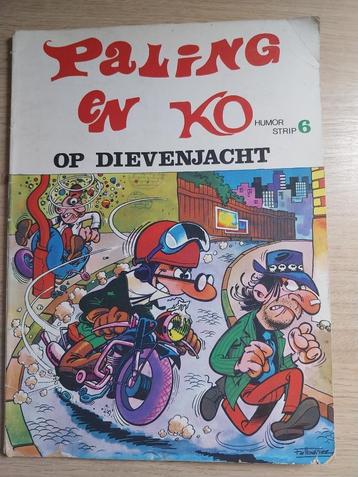 PaLiNG
eN KO
HUMOR
STRIP 6
OP DIEVENJACHT